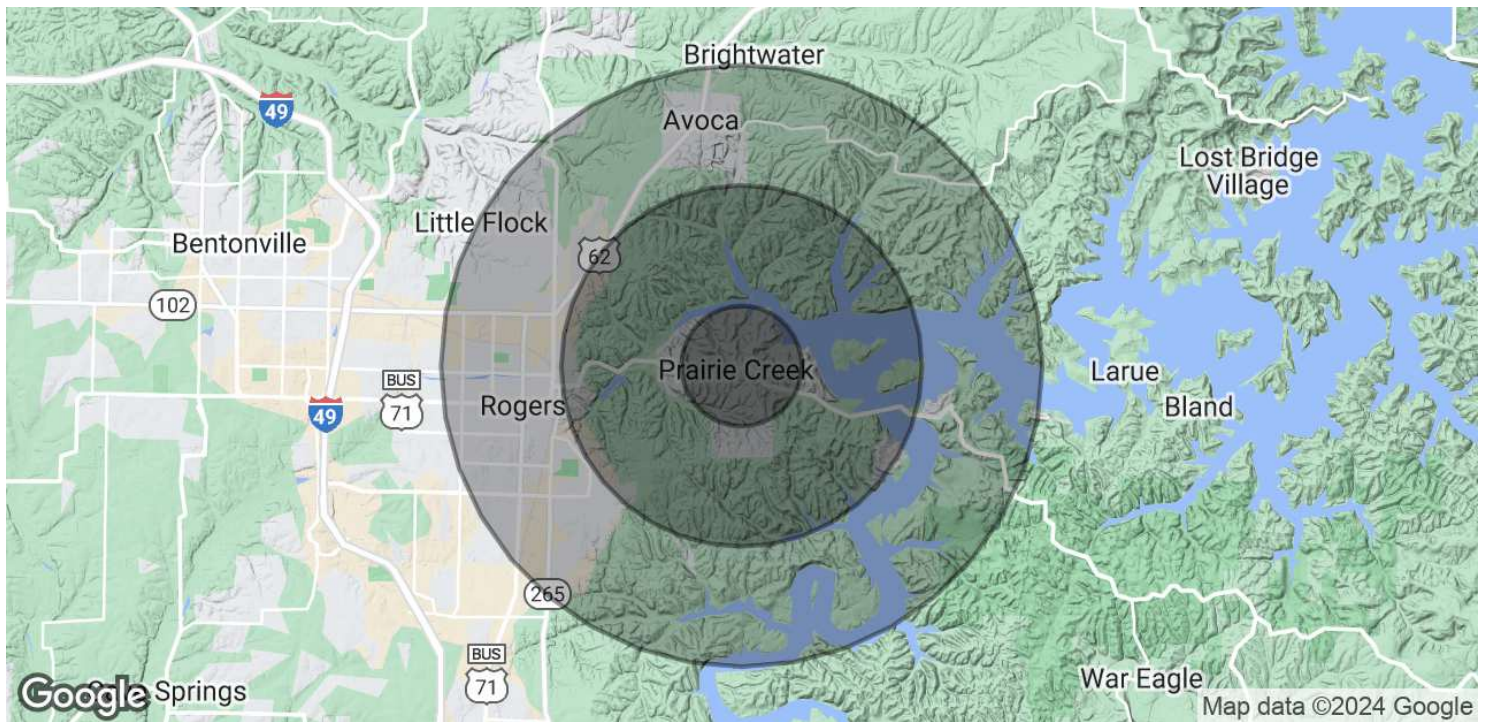 Brightwater
49
Avoca
Lost Bridge
Village
Little Flock
Bentonville
62
102
Prairie Creek
Larue
BUS
71
49
Rogers
Bland
265
BUS
71
War Eagle
Google
Springs
Map data ©2024 Google